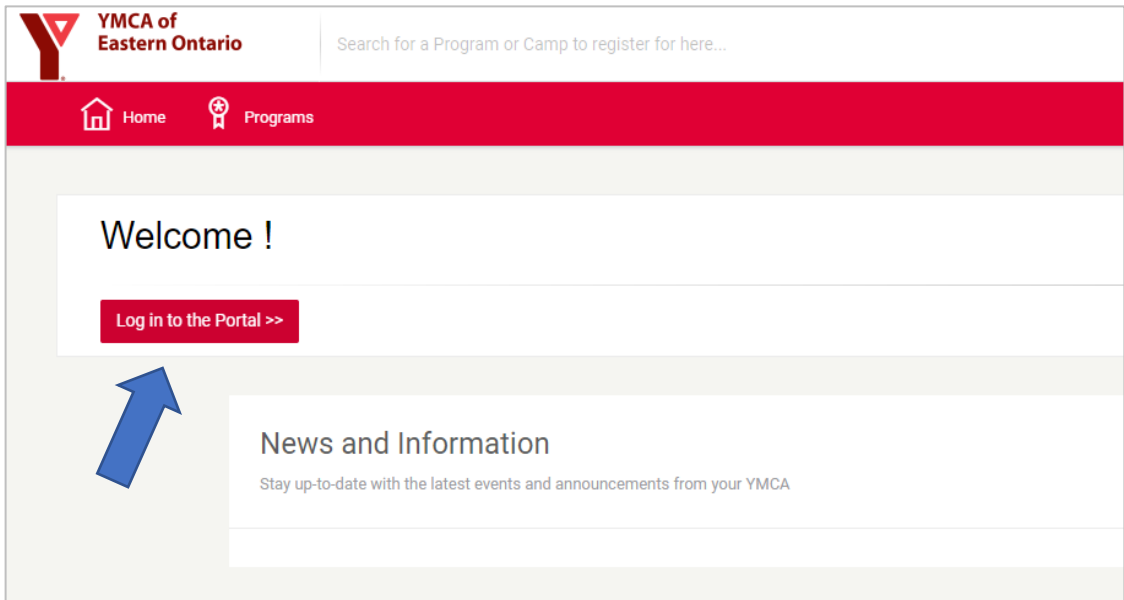 YMCA of
Eastern Ontario
Search for a Program or Camp to register for here...
Home
Programs
Welcome !
Log in to the Portal >>
News and Information
Stay up-to-date with the latest events and announcements from your YMCA